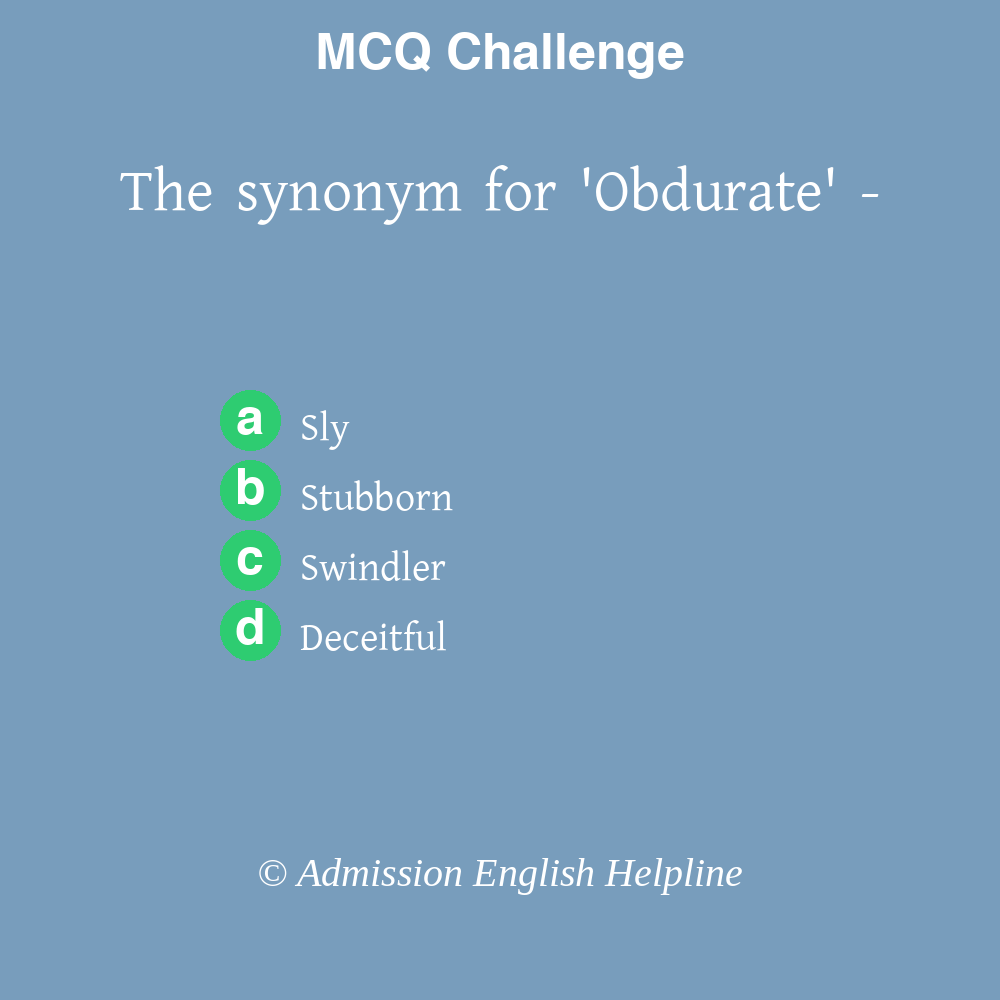 MCQ Challenge
The synonym for 'Obdurate' -
a Sly
b Stubborn
c Swindler
d Deceitful
© Admission English Helpline